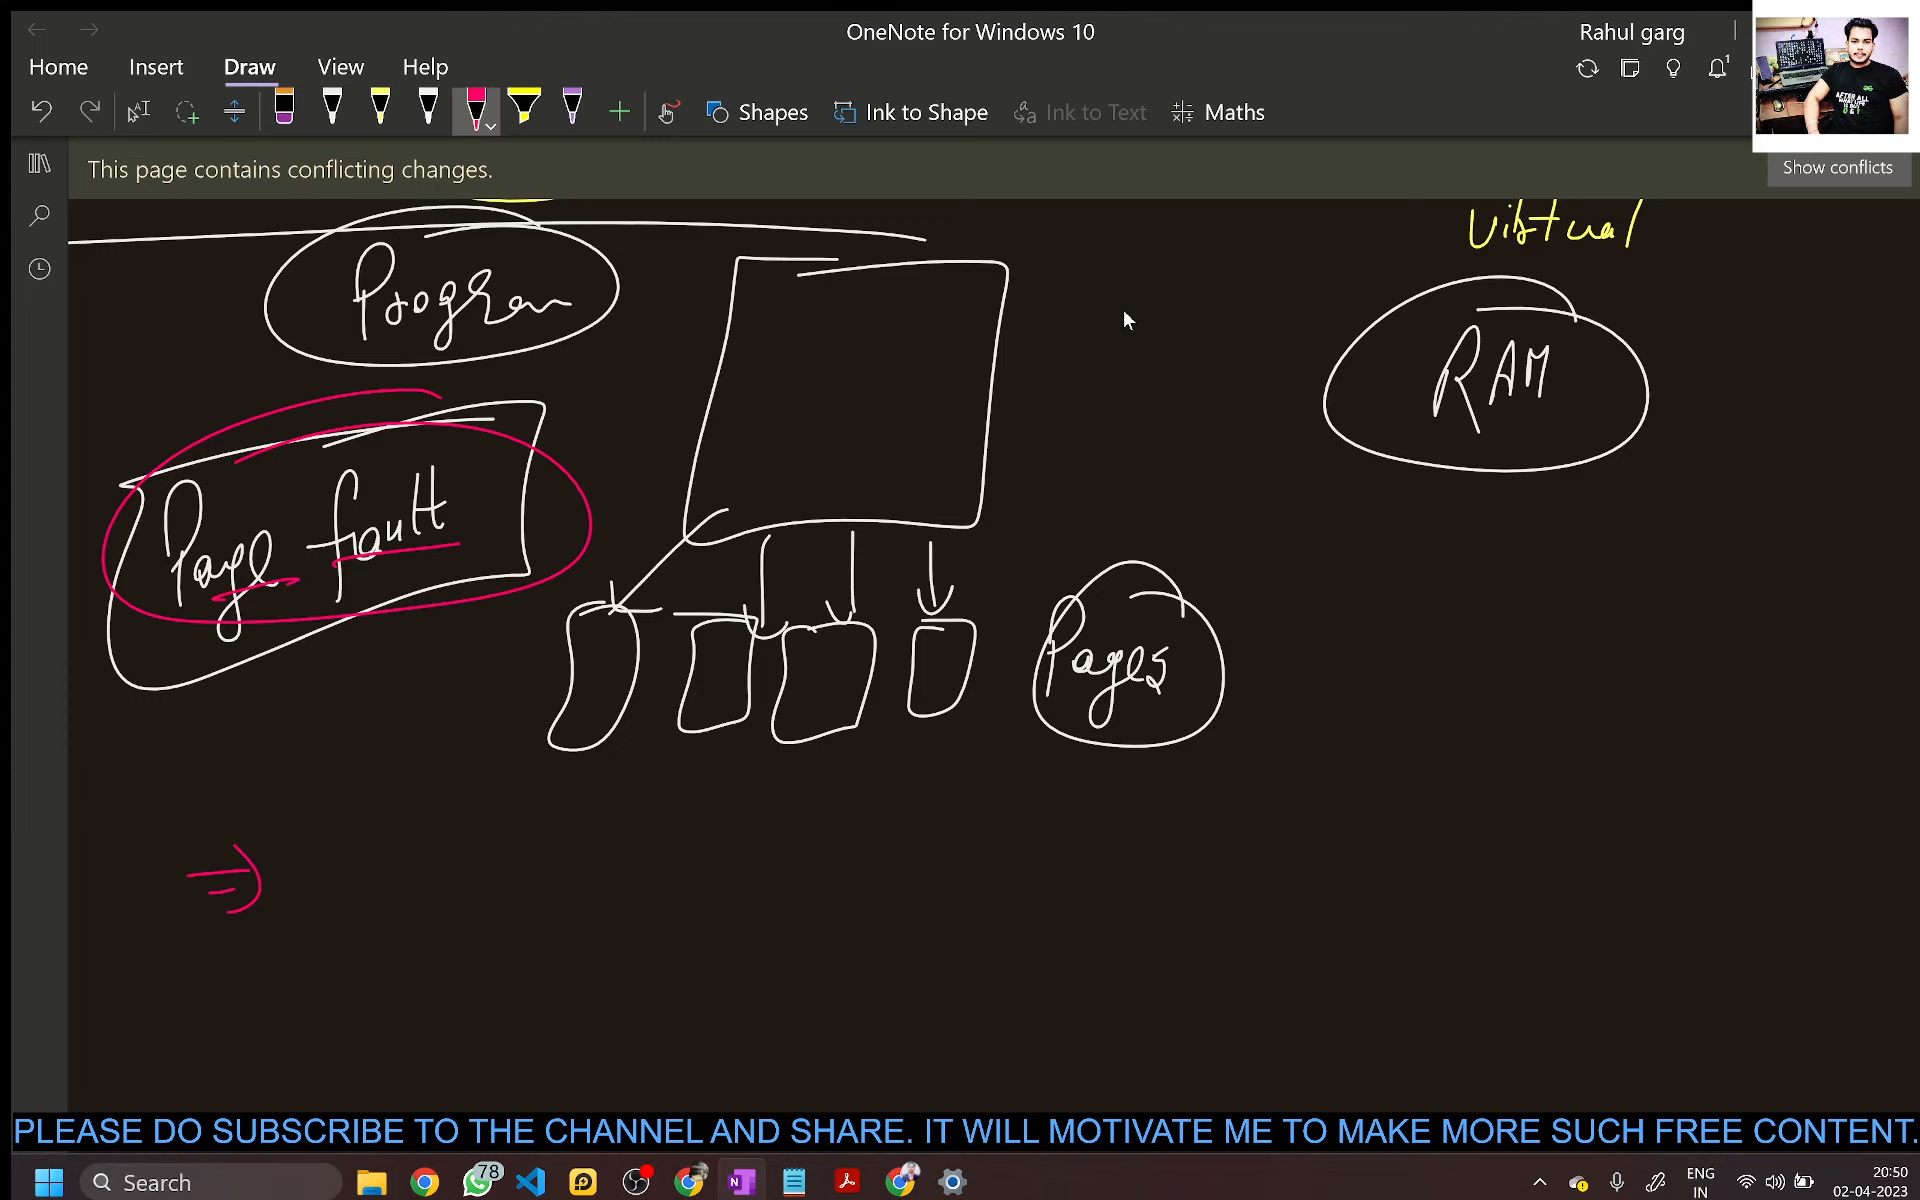 OneNote for Windows 10
Rahul garg
Home Insert Draw View Help
Shapes Ink to Shape Ink to Text Maths
This page contains conflicting changes.
Show conflicts
Virtual
Program
RAM
Page fault
Pages
PLEASE DO SUBSCRIBE TO THE CHANNEL AND SHARE. IT WILL MOTIVATE ME TO MAKE MORE SUCH FREE CONTENT.
78
Search
ENG
IN
20:50
02-04-2023